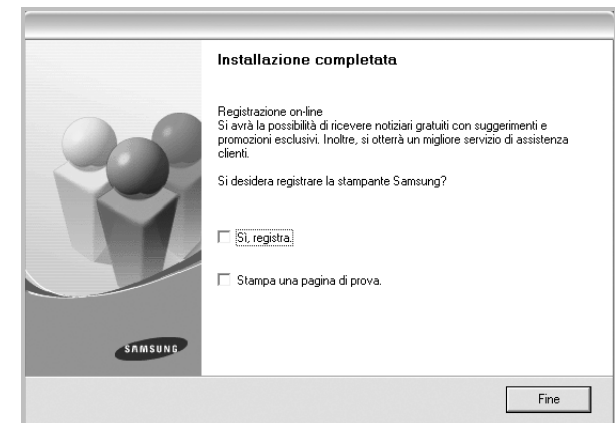 Installazione completata
Registrazione on-line
Si avrà la possibilità di ricevere notiziari gratuiti con suggerimenti e
promozioni esclusivi. Inoltre, si otterrà un migliore servizio di assistenza
clienti.
Si desidera registrare la stampante Samsung?
Sì, registra.
Stampa una pagina di prova.
SAMSUNG
Fine